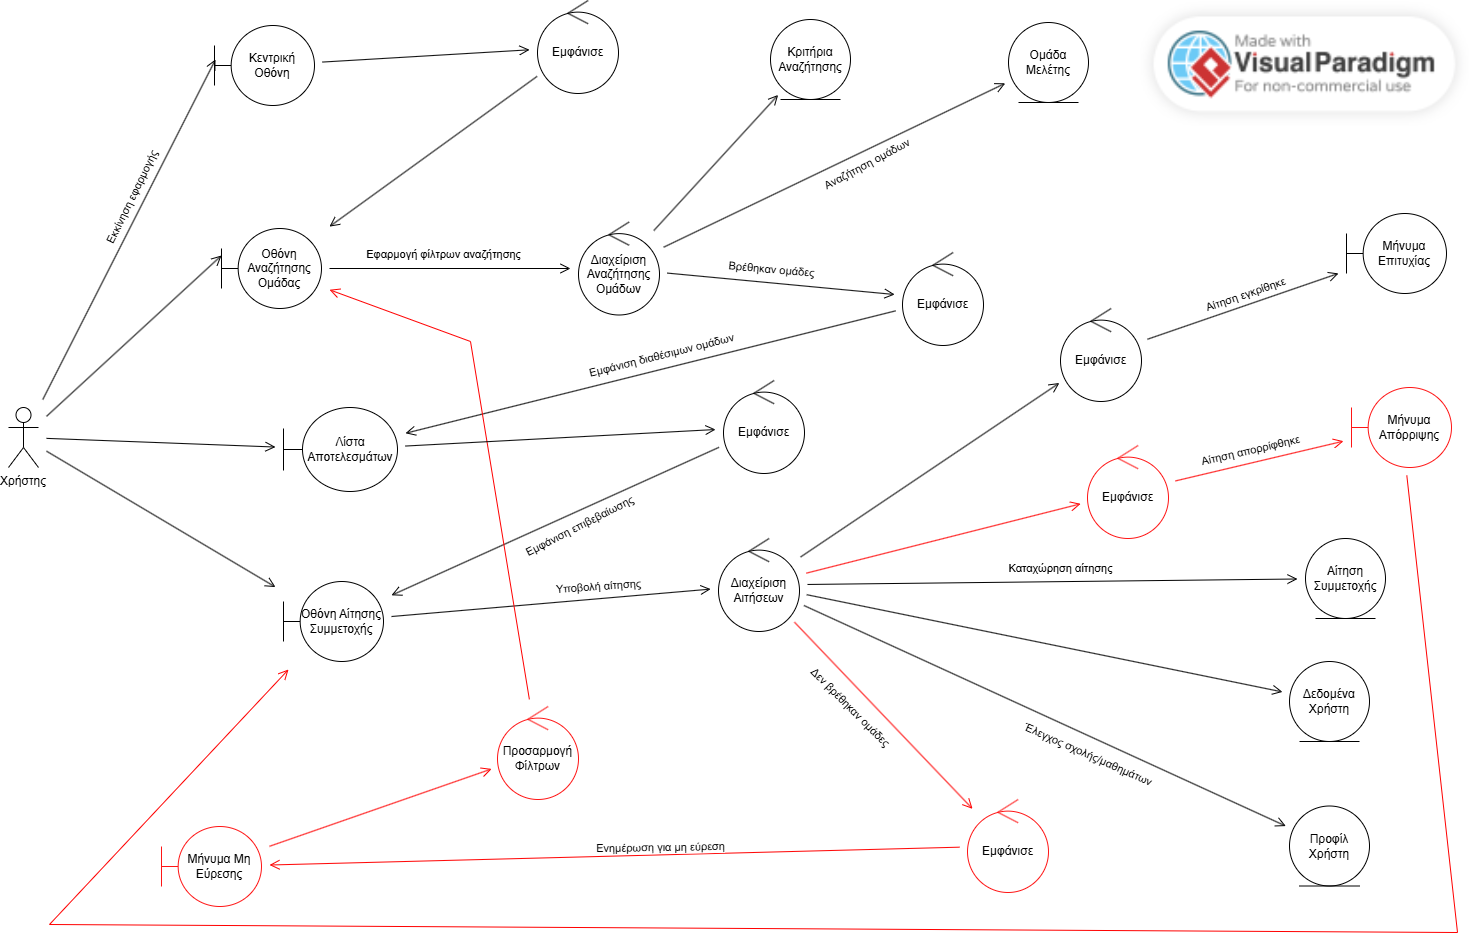 Κεντρική
Οθόνη
Εμφάνισε
Κριτήρια
Αναζήτησης
Ομάδα
Μελέτης
Made with
Visual Paradigm
For non-commercial use
Εκκίνηση εφαρμογής
Αναζήτηση ομάδων
Οθόνη
Αναζήτησης
Ομάδας
Εφαρμογή φίλτρων αναζήτησης
Διαχείριση
Αναζήτησης
Ομάδων
Βρέθηκαν ομάδες
Εμφάνισε
Μήνυμα
Επιτυχίας
Αίτηση εγκρίθηκε
Εμφάνισε
Εμφάνιση διαθέσιμων ομάδων
Χρήστης
Λίστα
Αποτελεσμάτων
Εμφάνισε
Μήνυμα
Απόρριψης
Αίτηση απορρίφθηκε
Εμφάνισε
Εμφάνιση επιβεβαίωσης
Οθόνη Αίτησης
Συμμετοχής
Υποβολή αίτησης
Διαχείριση
Αιτήσεων
Καταχώρηση αίτησης
Αίτηση
Συμμετοχής
Δεδομένα
Χρήστη
Δεν βρέθηκαν ομάδες
Έλεγχος σχολής/μαθημάτων
Προσαρμογή
Φίλτρων
Προφίλ
Χρήστη
Μήνυμα Μη
Εύρεσης
Ενημέρωση για μη εύρεση
Εμφάνισε